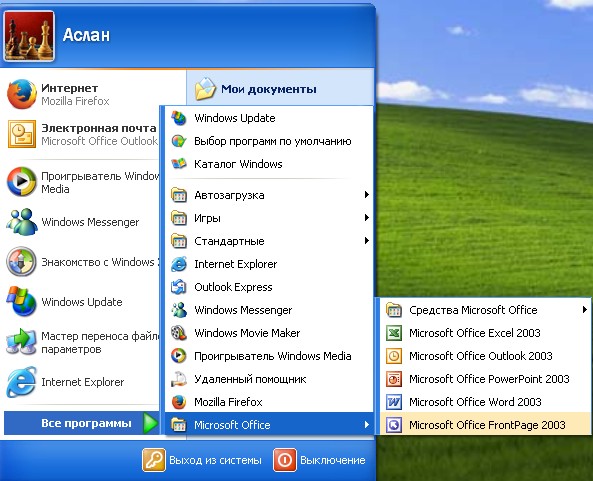 Аслан
Интернет
Mozilla Firefox
Электронная почта
Microsoft Office Outlook
Проигрыватель Window
Media
Windows Messenger
Знакомство с Windows
Windows Update
Мастер переноса файло
параметров
Internet Explorer
Все программы
Мои документы
Windows Update
Выбор программ по умолчанию
Каталог Windows
Автозагрузка
Игры
Стандартные
Internet Explorer
Outlook Express
Windows Messenger
Windows Movie Maker
Проигрыватель Windows Media
Удаленный помощник
Mozilla Firefox
Microsoft Office
Средства Microsoft Office
Microsoft Office Excel 2003
Microsoft Office Outlook 2003
Microsoft Office PowerPoint 2003
Microsoft Office Word 2003
Microsoft Office FrontPage 2003
Выход из системы
Выключение